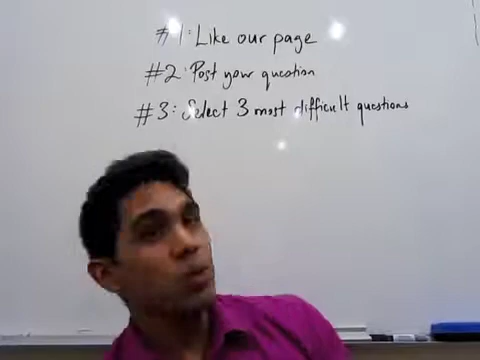 #1: Like our page
#2: Post your question
#3: Select 3 most difficult questions